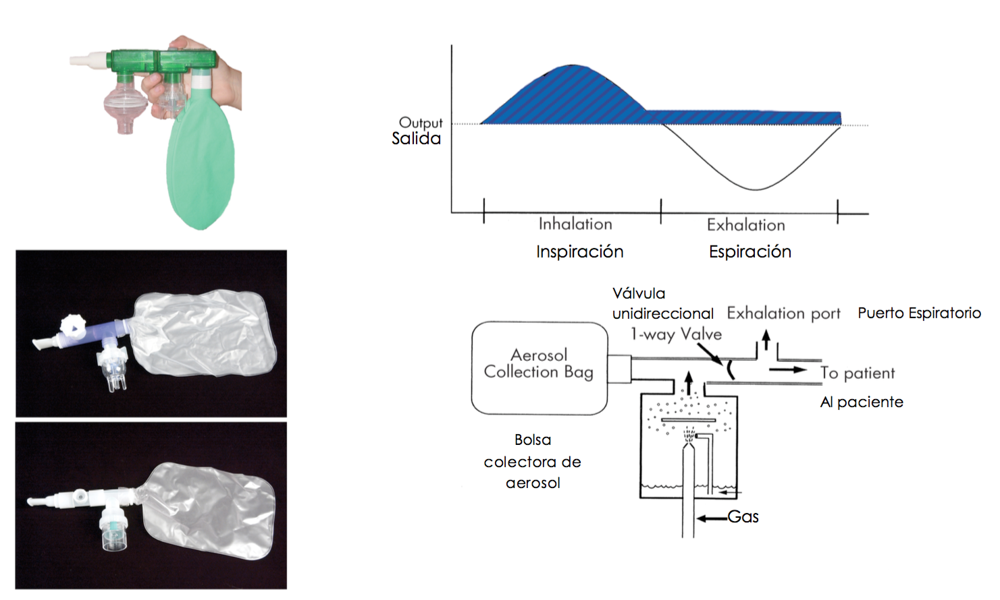 Output
Salida
Inhalation
Exhalation
Inspiración
Espiración
Válvula
unidireccional
1-way Valve
Exhalation port
Puerto Espiratorio
Aerosol
Collection Bag
To patient
Al paciente
Bolsa
colectora de
aerosol
Gas